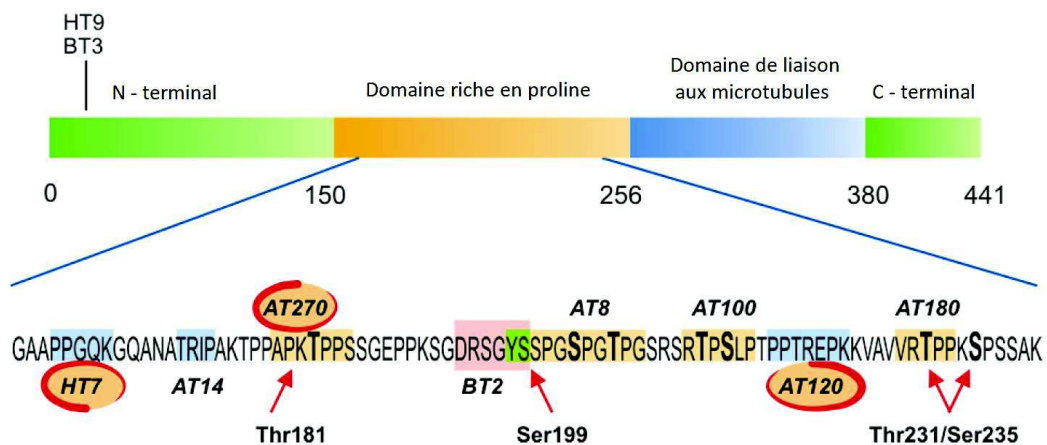 HT9
BT3
N - terminal
Domaine riche en proline
Domaine de liaison
aux microtubules
C - terminal
0 150 256 380 441
AT270 AT8 AT100 AT180
GAAPPGQKGQANATRIPAKTPPAPKTPPSSGEPPKSGDRSGYSSPGSPGTPGSRSRTPSLPTPPTREPKKVAVVRTPPKSPSSAK
HT7 AT14 BT2 AT120
Thr181 Ser199 Thr231/Ser235